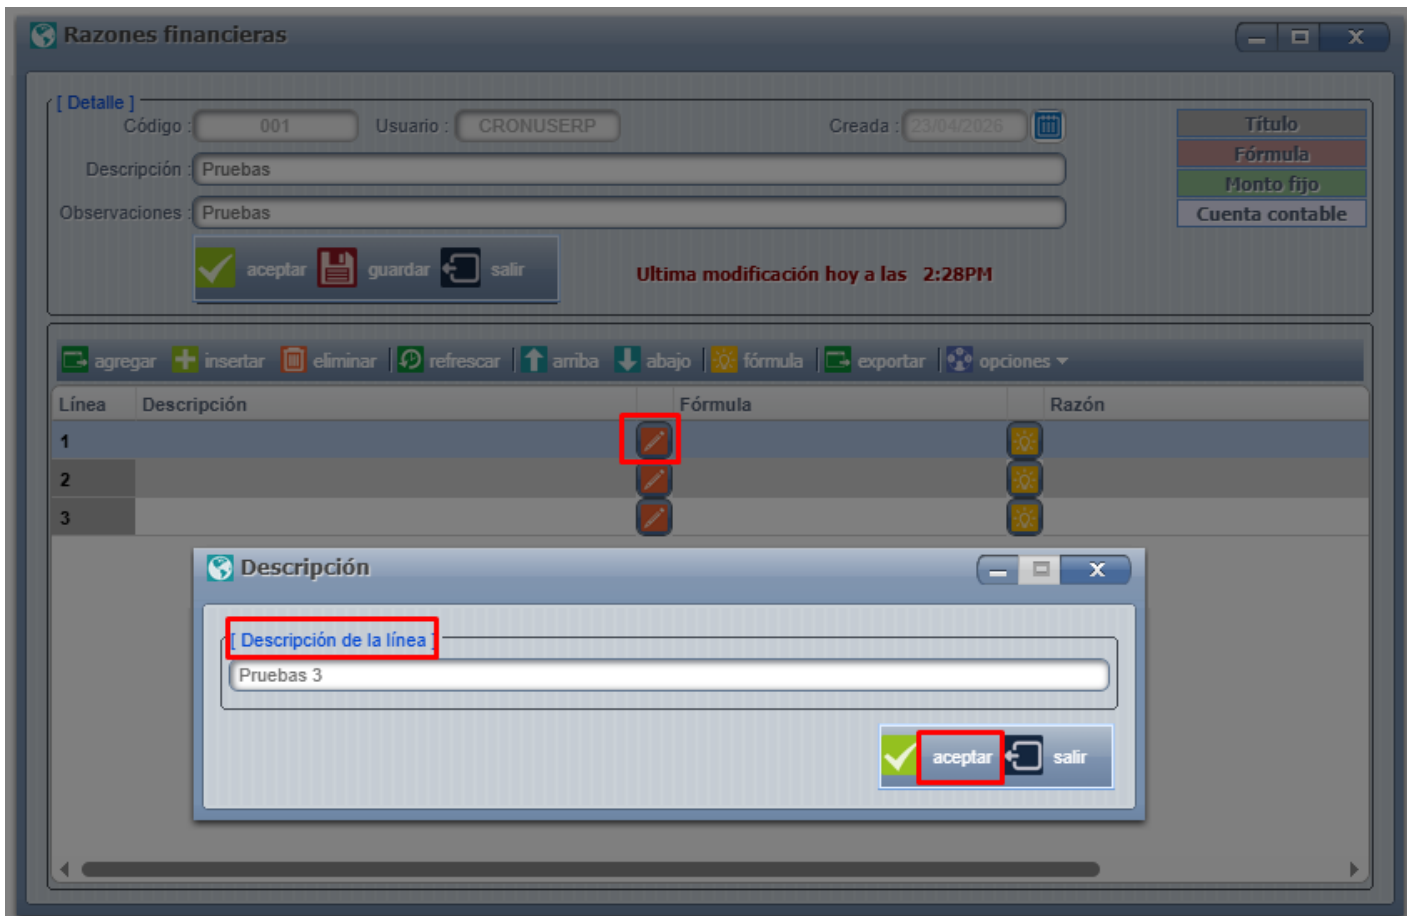 Razones financieras
[ Detalle ]
Código : 001 Usuario : CRONUSERP Creada : 23/04/2026
Título
Fórmula
Descripción : Pruebas
Monto fijo
Observaciones : Pruebas
Cuenta contable
aceptar guardar salir
Ultima modificación hoy a las 2:28PM
agregar insertar eliminar refrescar arriba abajo fórmula exportar opciones
Línea Descripción Fórmula Razón
1
2
3
Descripción
[ Descripción de la línea ]
Pruebas 3
aceptar salir